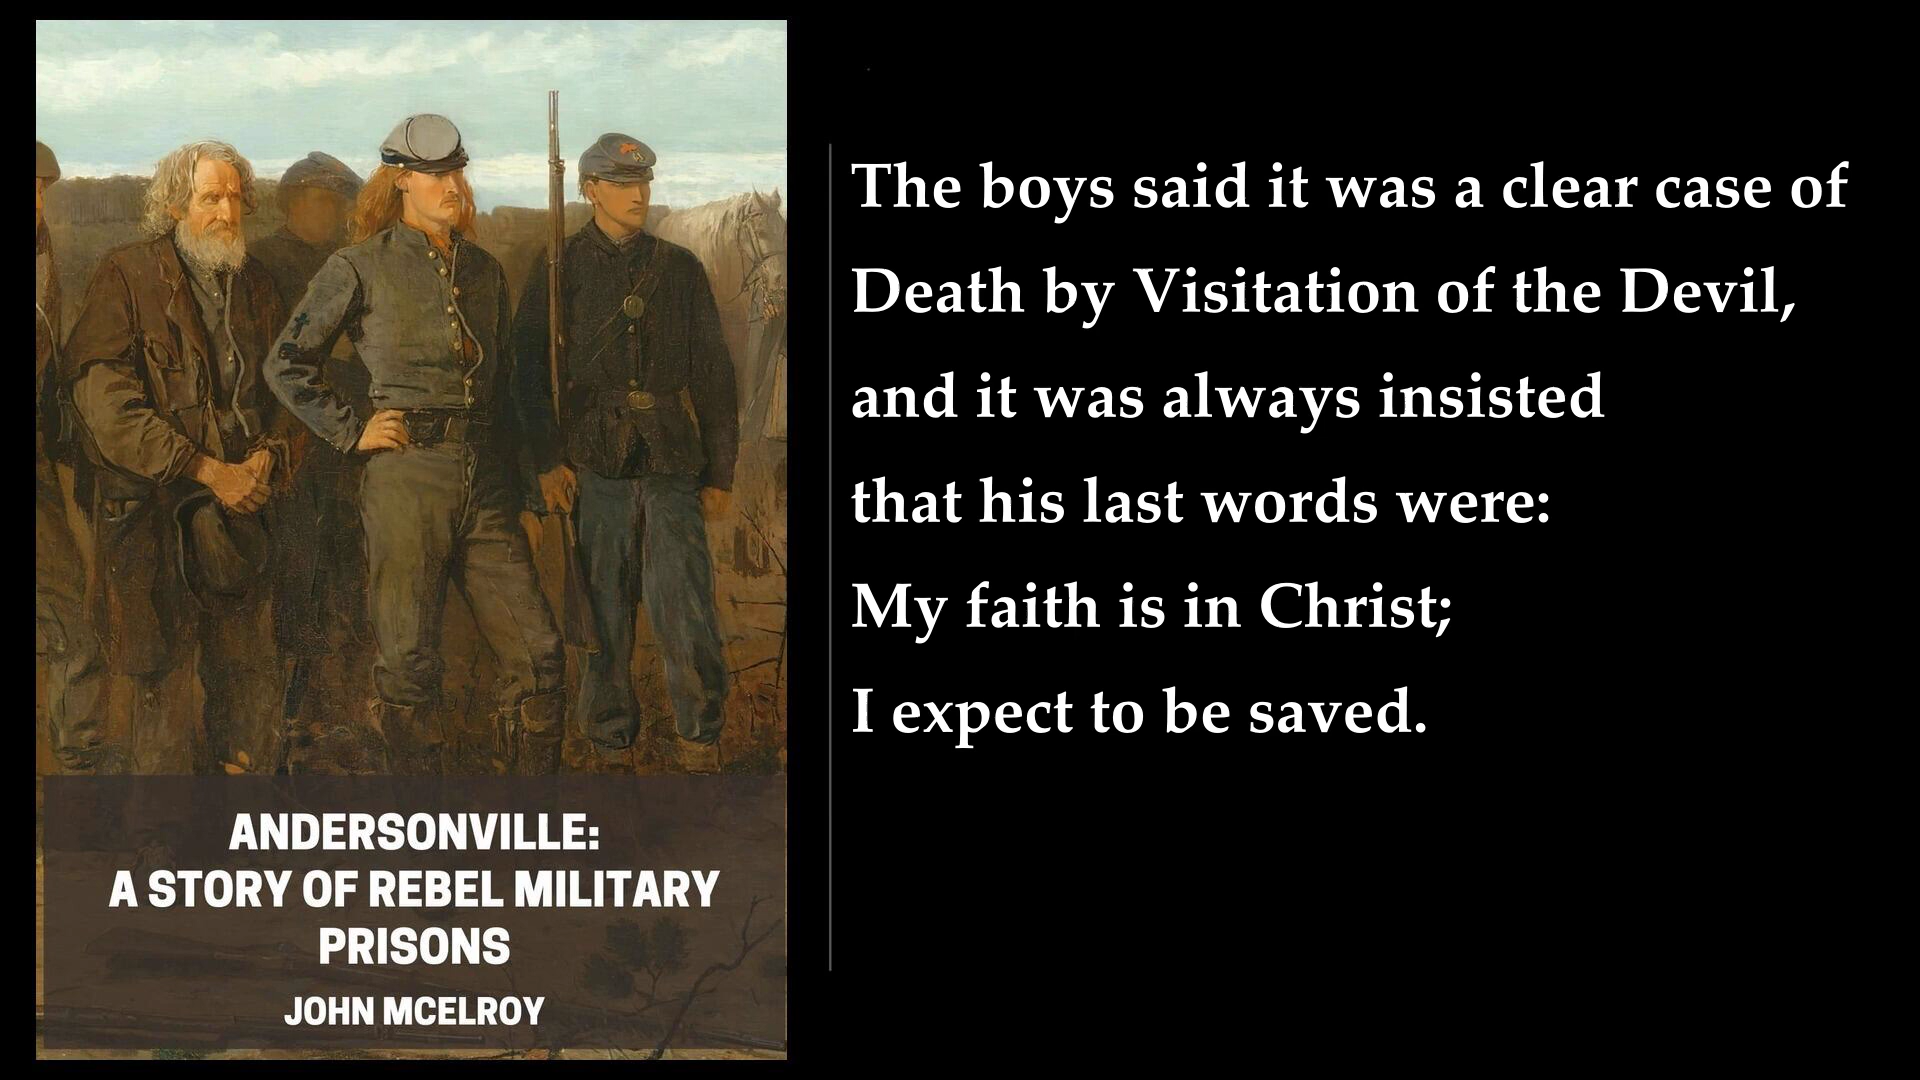 The boys said it was a clear case of
Death by Visitation of the Devil,
and it was always insisted
that his last words were:
My faith is in Christ;
I expect to be saved.
ANDERSONVILLE:
A STORY OF REBEL MILITARY
PRISONS
JOHN MCELROY